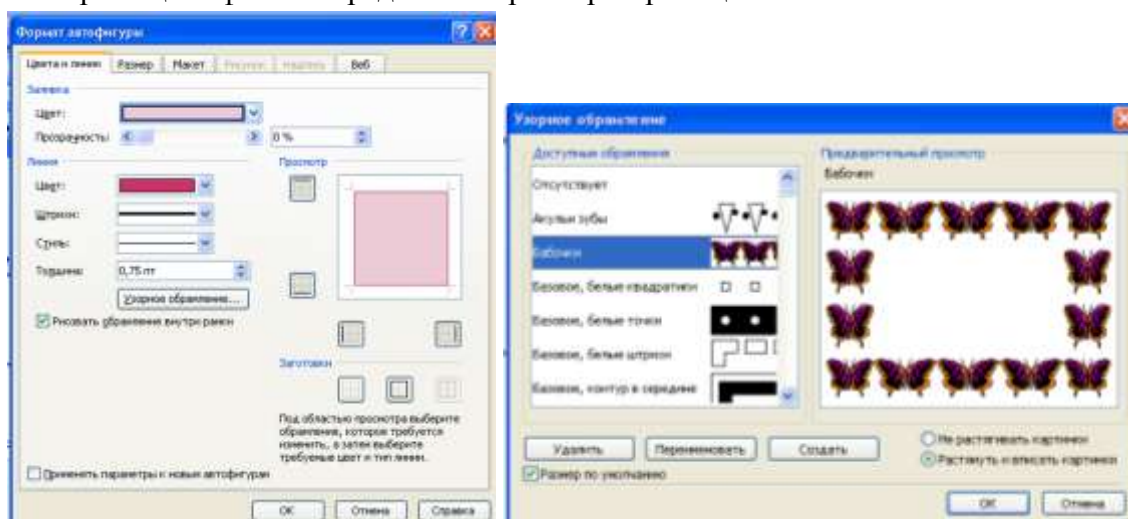 Формат автофигуры
Цвета и линии Размер Макет Рисунок Надпись Веб
Заливка
Цвет:
Прозрачность: 0 %
Линия
Просмотр
Цвет:
Штрихи:
Стиль:
Толщина: 0,75 пт
Узорное обрамление...
Рисовать обрамление внутри рамки
Заготовки
Под областью просмотра выберите
обрамление, которое требуется
изменить, а затем выберите
требуемые цвет и тип линии.
Применять параметры к новым автофигурам
ОК Отмена Справка
Узорное обрамление
Доступные обрамления
Отсутствует
Акульи зубы
Бабочки
Базовое, белые квадратики
Базовое, белые точки
Базовое, белые штрихи
Базовое, контур в середине
Предварительный просмотр
Бабочки
Удалить Переименовать Создать
Размер по умолчанию
Не растягивать картинки
Растянуть и вписать картинки
ОК Отмена